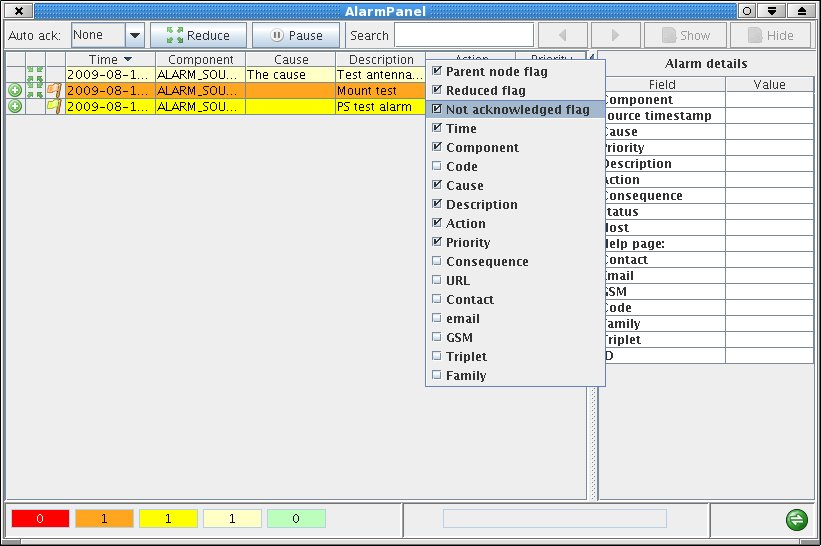 AlarmPanel
Auto ack: None Reduce Pause Search Show Hide
Time Component Cause Description Action Priority
2009-08-1... ALARM_SOU... The cause Test antenna...
2009-08-1... ALARM_SOU... Mount test
2009-08-1... ALARM_SOU... PS test alarm
Parent node flag
Reduced flag
Not acknowledged flag
Time
Component
Code
Cause
Description
Action
Priority
Consequence
URL
Contact
email
GSM
Triplet
Family
Alarm details
Field Value
Component
Source timestamp
Cause
Priority
Description
Action
Consequence
Status
Host
Help page:
Contact
Email
GSM
Code
Family
Triplet
ID
0 1 1 1 0